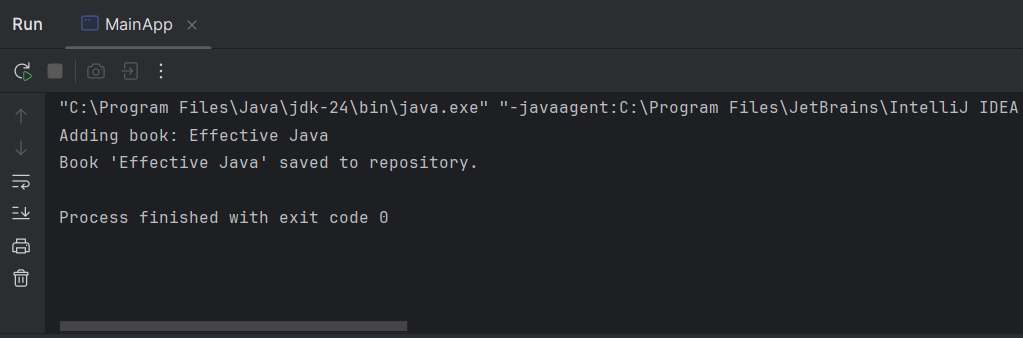 Run MainApp
"C:\Program Files\Java\jdk-24\bin\java.exe" "-javaagent:C:\Program Files\JetBrains\IntelliJ IDEA
Adding book: Effective Java
Book 'Effective Java' saved to repository.
Process finished with exit code 0